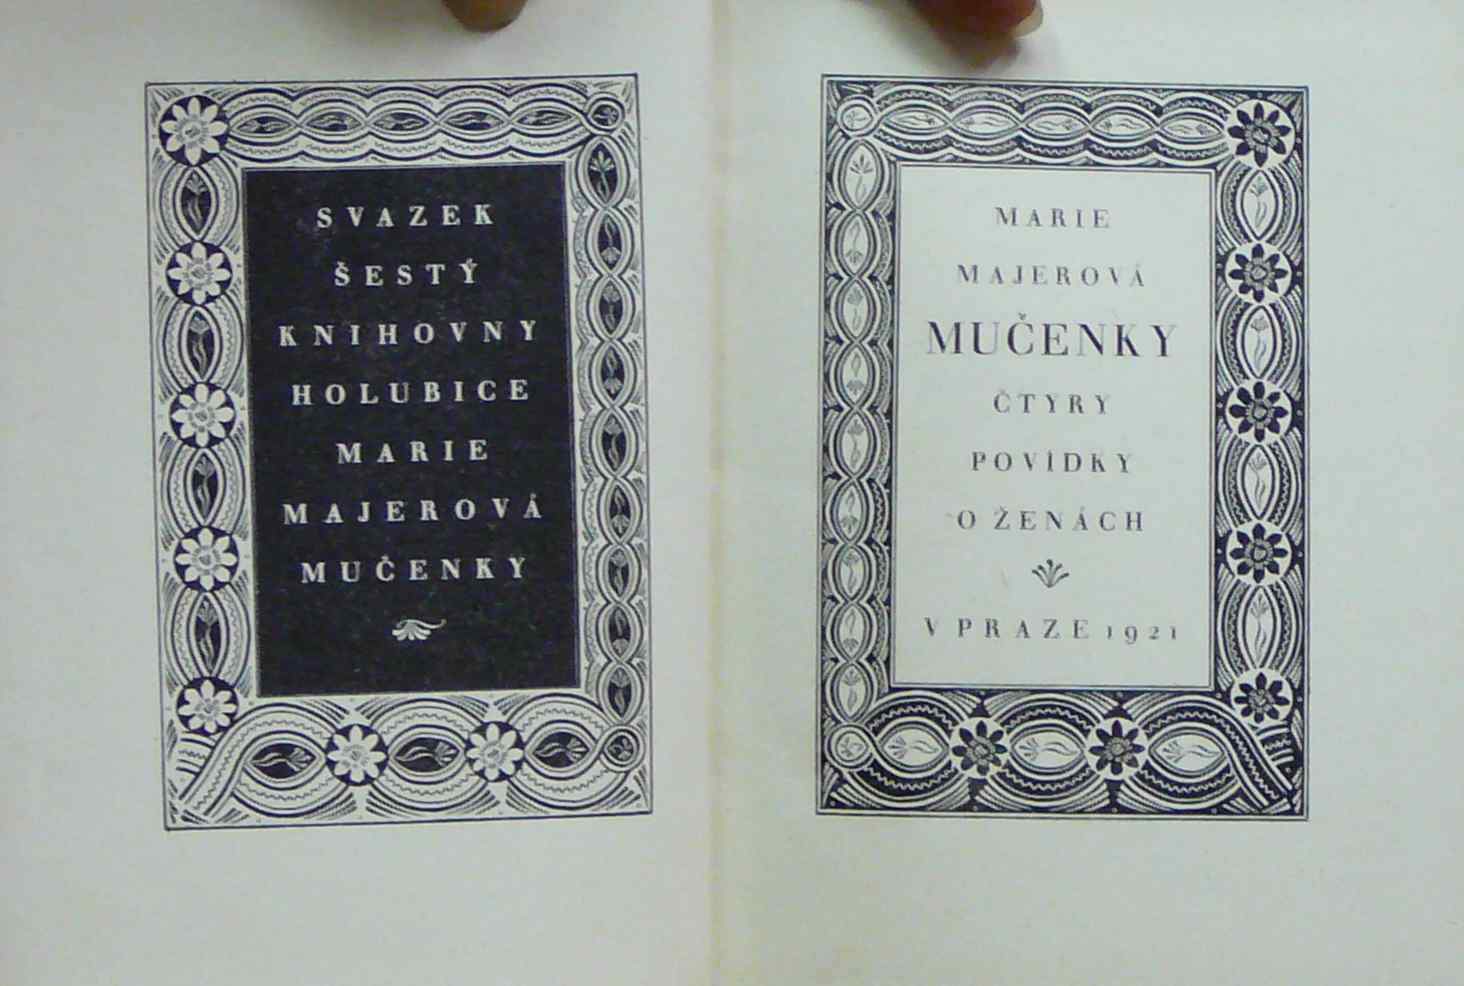 SVAZEK
ŠESTÝ
KNIHOVNY
HOLUBICE
MARIE
MAJEROVÁ
MUČENKY
MARIE
MAJEROVÁ
MUČENKY
ČTYRY
POVÍDKY
O ŽENÁCH
V PRAZE 1921